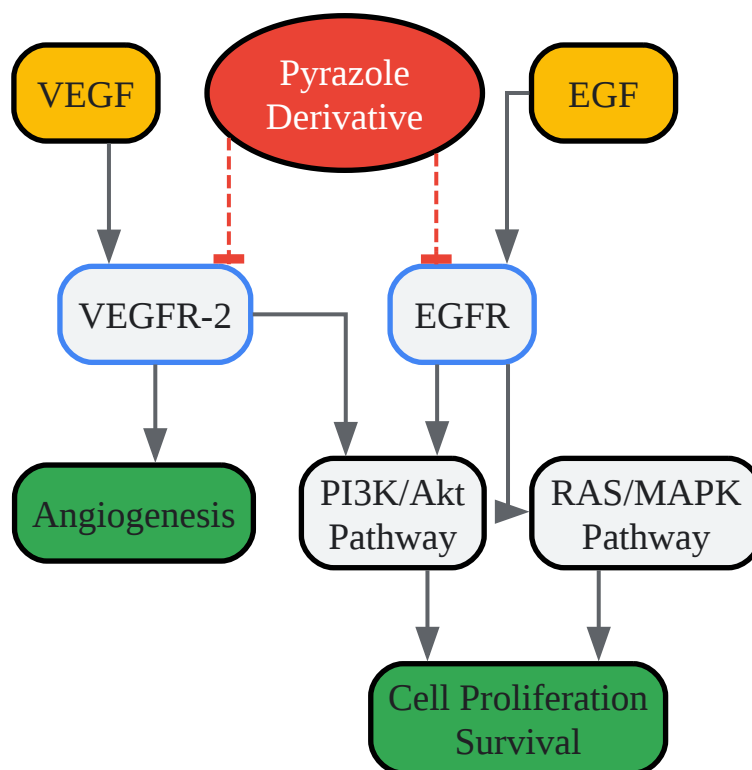 VEGF
Pyrazole
Derivative
EGF
VEGFR-2
EGFR
Angiogenesis
PI3K/Akt
Pathway
RAS/MAPK
Pathway
Cell Proliferation
Survival